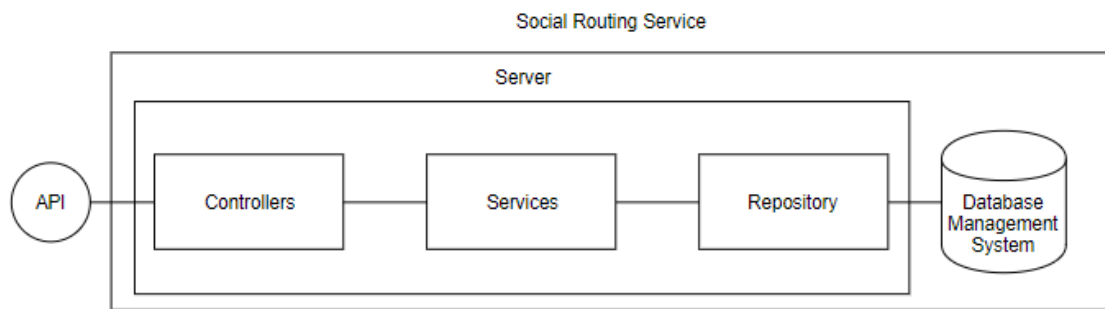 Social Routing Service
Server
API
Controllers
Services
Repository
Database
Management
System